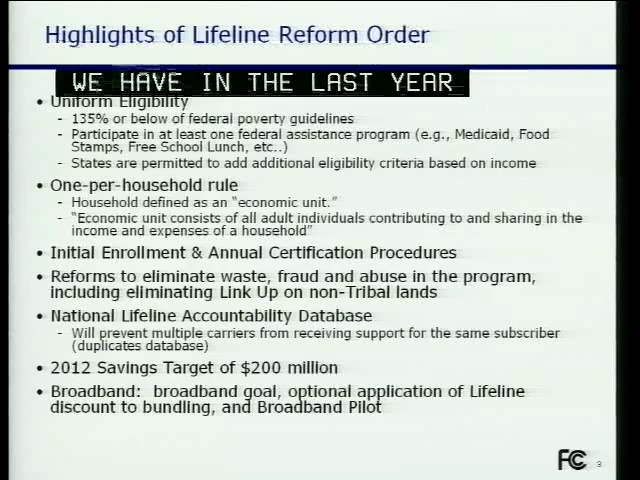 Highlights of Lifeline Reform Order
WE HAVE IN THE LAST YEAR
• Uniform Eligibility
- 135% or below of federal poverty guidelines
- Participate in at least one federal assistance program (e.g., Medicaid, Food
Stamps, Free School Lunch, etc..)
- States are permitted to add additional eligibility criteria based on income
• One-per-household rule
- Household defined as an “economic unit.”
- “Economic unit consists of all adult individuals contributing to and sharing in the
income and expenses of a household”
• Initial Enrollment & Annual Certification Procedures
• Reforms to eliminate waste, fraud and abuse in the program,
including eliminating Link Up on non-Tribal lands
• National Lifeline Accountability Database
- Will prevent multiple carriers from receiving support for the same subscriber
(duplicates database)
• 2012 Savings Target of $200 million
• Broadband: broadband goal, optional application of Lifeline
discount to bundling, and Broadband Pilot
FCC 3